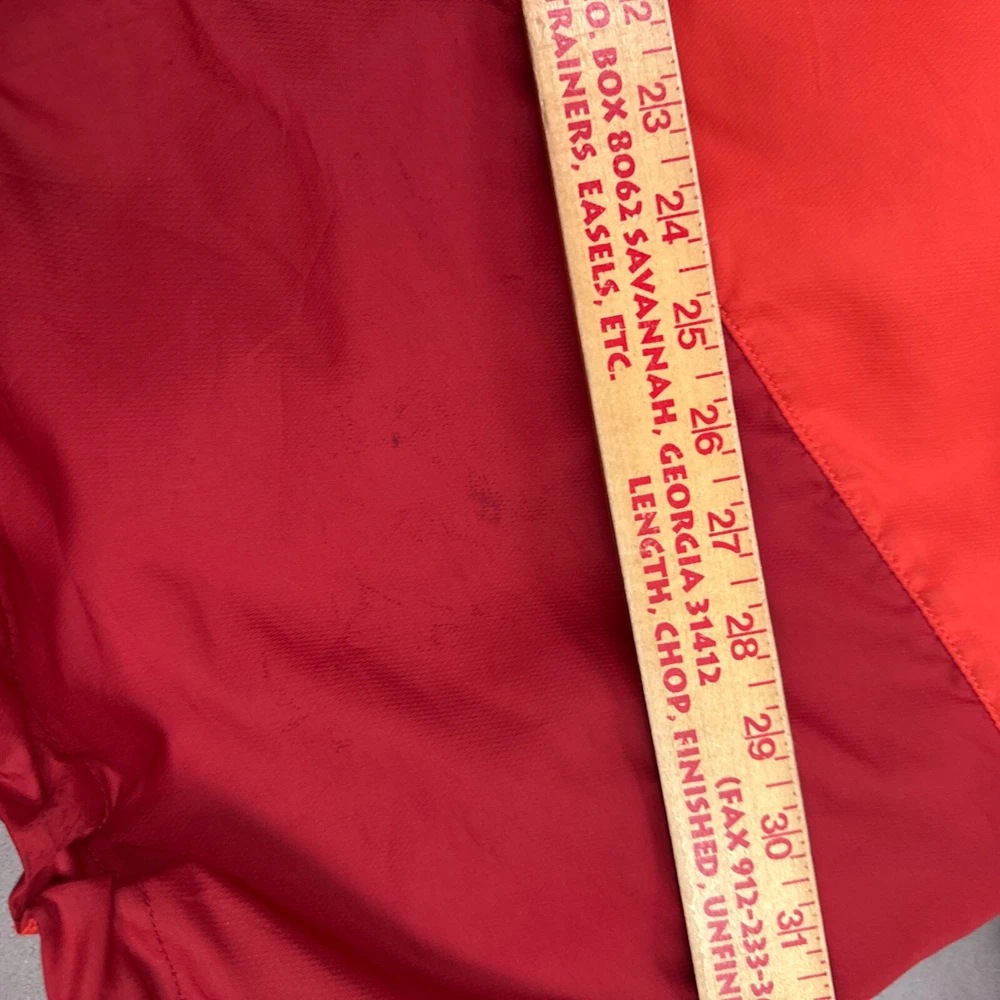 2 23 24 25 26 27 28 29 30 31
(FAX 912-233-3
O. BOX 8062 SAVANNAH, GEORGIA 31412
TRAINERS, EASELS, ETC.
LENGTH, CHOP, FINISHED, UNFIN